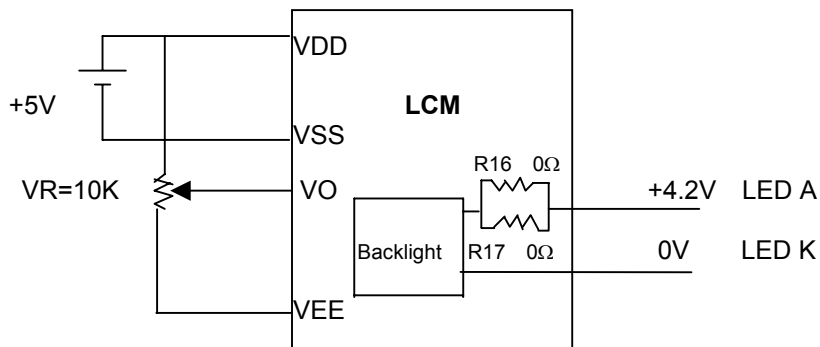 VDD
LCM
+5V
VSS
R16 0Ω
VR=10K
VO
+4.2V LED A
Backlight
R17 0Ω
0V LED K
VEE